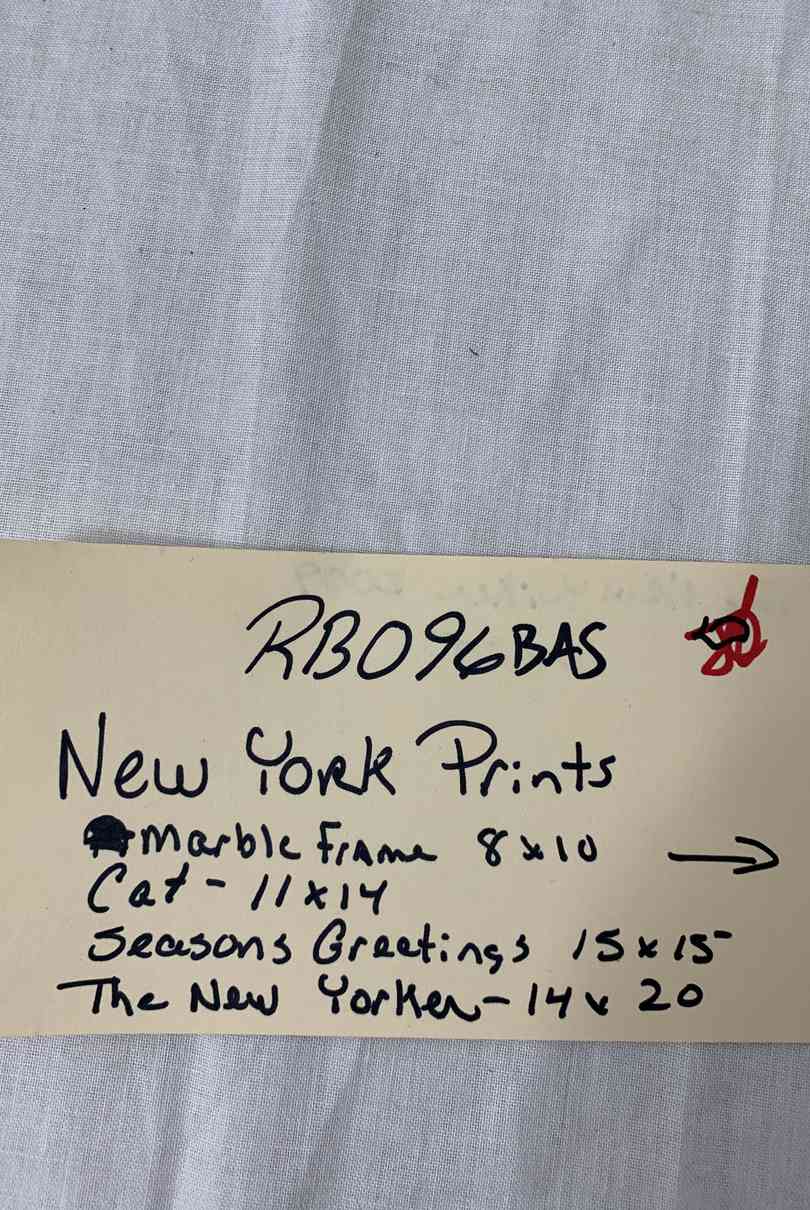 RB096BAS
New York Prints
Marble Frame 8x10 →
Cat - 11x14
Seasons Greetings 15x15
The New Yorker - 14x20